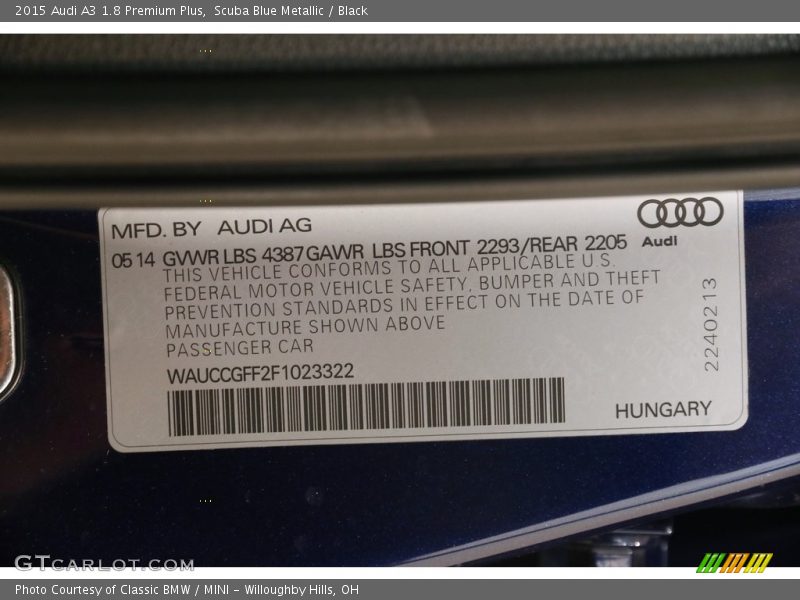 2015 Audi A3 1.8 Premium Plus, Scuba Blue Metallic / Black
MFD. BY AUDI AG
Audi
05 14 GVWR LBS 4387 GAWR LBS FRONT 2293/REAR 2205
THIS VEHICLE CONFORMS TO ALL APPLICABLE U.S.
FEDERAL MOTOR VEHICLE SAFETY, BUMPER AND THEFT
PREVENTION STANDARDS IN EFFECT ON THE DATE OF
MANUFACTURE SHOWN ABOVE
PASSENGER CAR
WAUCCGFF2F1023322
2240213
HUNGARY
GTCARLOT.COM
Photo Courtesy of Classic BMW / MINI - Willoughby Hills, OH